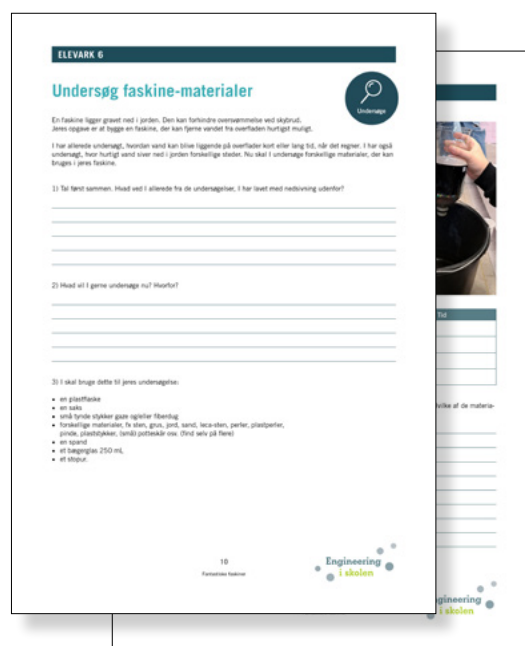 ELEVARK 6
Undersøg faskine-materialer
Undersøge
En faskine ligger gravet ned i jorden. Den kan forhindre oversvømmelse ved skybrud.
Jeres opgave er at bygge en faskine, der kan fjerne vandet fra overfladen hurtigst muligt.
I har allerede undersøgt, hvordan vand kan blive liggende på overflader kort eller lang tid, når det regner. I har også
undersøgt, hvor hurtigt vand siver ned i jorden forskellige steder. Nu skal I undersøge forskellige materialer, der kan
bruges i jeres faskine.
1) Tal først sammen. Hvad ved I allerede fra de undersøgelser, I har lavet med nedsivning udenfor?
2) Hvad vil I gerne undersøge nu? Hvorfor?
3) I skal bruge dette til jeres undersøgelse:
• en plastflaske
• en saks
• små tynde stykker gaze og/eller fiberdug
• forskellige materialer, fx sten, grus, jord, sand, leca-sten, perler, plastperler,
pinde, plaststykker, (små) potteskår osv. (find selv på flere)
• en spand
• et bægerglas 250 mL
• et stopur.
10
Fantastiske faskiner
Engineering
i skolen
Tid
hvilke af de materia-
gineering
i skolen